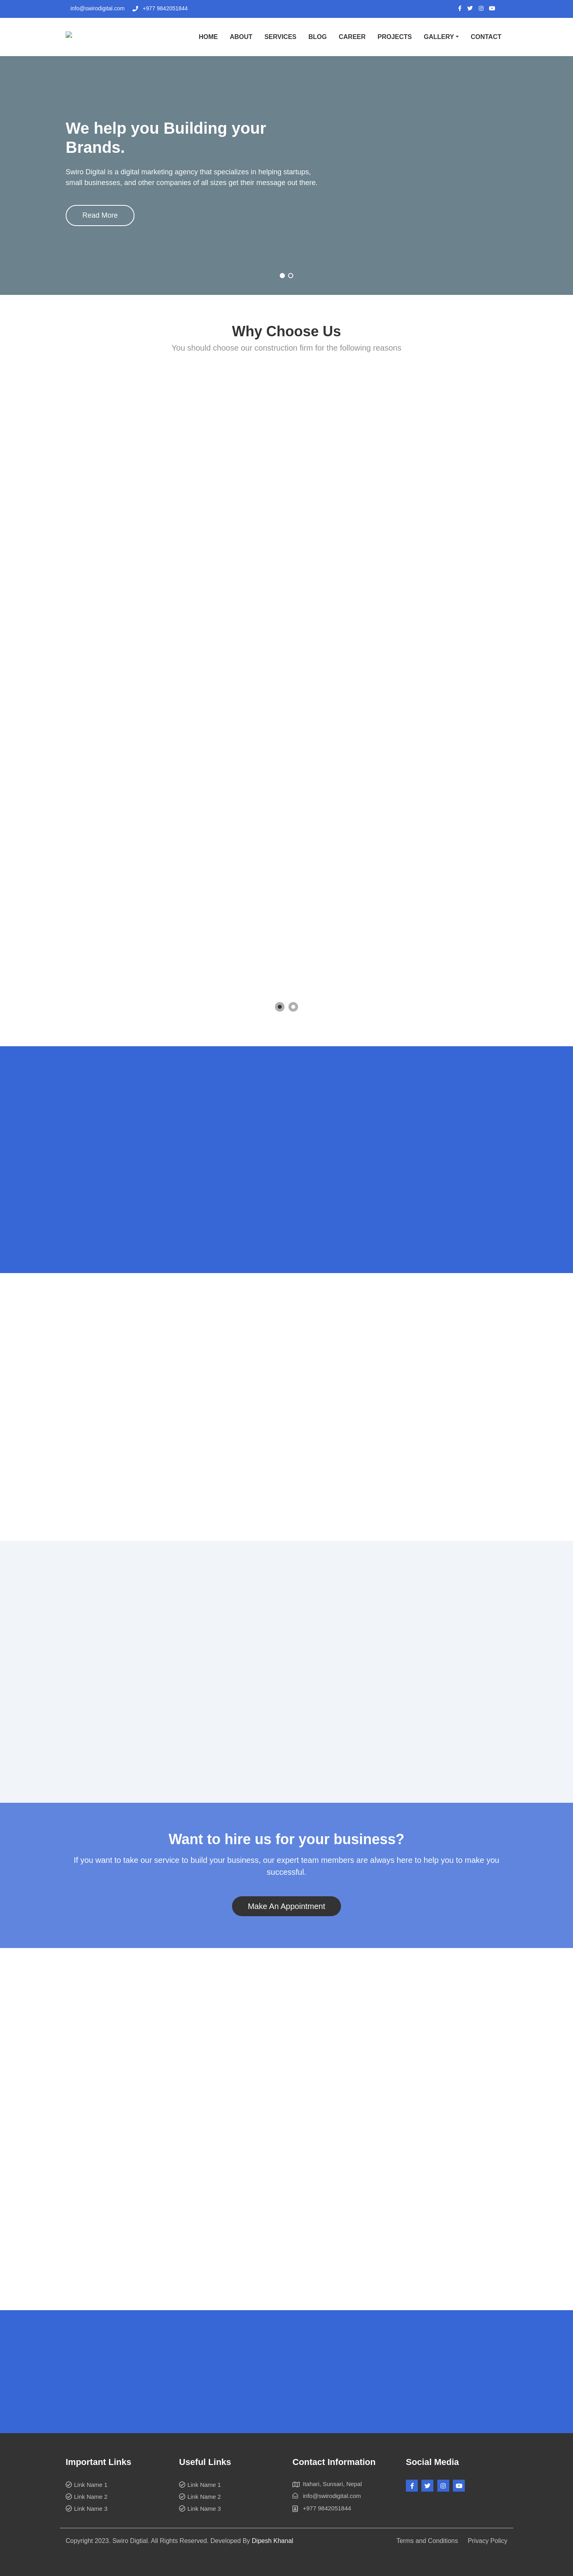 info@swirodigital.com +977 9842051844
HOME ABOUT SERVICES BLOG CAREER PROJECTS GALLERY CONTACT
We help you Building your
Brands.
Swiro Digital is a digital marketing agency that specializes in helping startups,
small businesses, and other companies of all sizes get their message out there.
Read More
Why Choose Us
You should choose our construction firm for the following reasons
Want to hire us for your business?
If you want to take our service to build your business, our expert team members are always here to help you to make you
successful.
Make An Appointment
Important Links
Link Name 1
Link Name 2
Link Name 3
Useful Links
Link Name 1
Link Name 2
Link Name 3
Contact Information
Itahari, Sunsari, Nepal
info@swirodigital.com
+977 9842051844
Social Media
Copyright 2023. Swiro Digtial. All Rights Reserved. Developed By Dipesh Khanal
Terms and Conditions Privacy Policy